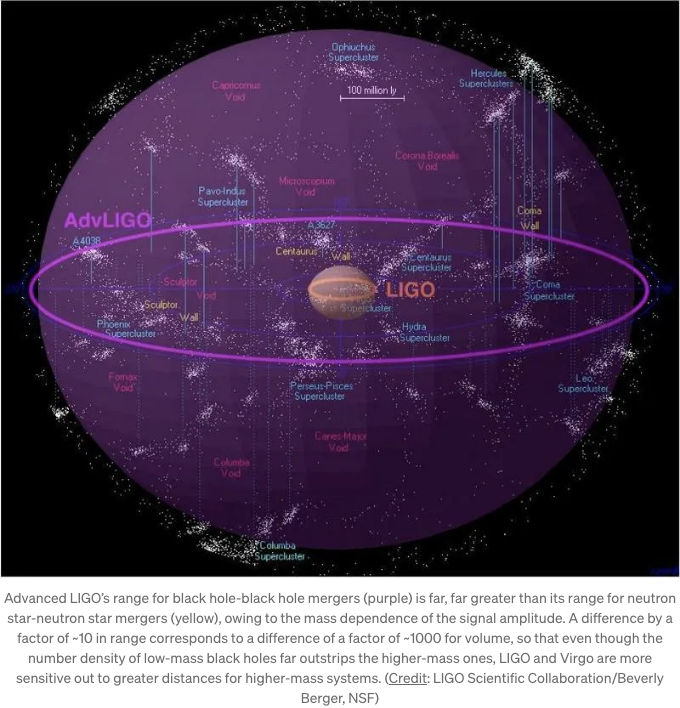 Ophiuchus
Supercluster
Hercules
Superclusters
Capricornus
Void
100 million ly
Corona Borealis
Void
Microscopium
Void
Pavo-Indus
Supercluster
Coma
Wall
AdvLIGO
A3627
A4038
Centaurus
Wall
Centaurus
Supercluster
Sculptor
Void
LIGO
Coma
Supercluster
Sculptor
Wall
Supercluster
Phoenix
Supercluster
Hydra
Supercluster
Fornax
Void
Perseus-Pisces
Supercluster
Leo
Supercluster
Canes-Major
Void
Columba
Void
Columba
Supercluster
Advanced LIGO's range for black hole-black hole mergers (purple) is far, far greater than its range for neutron
star-neutron star mergers (yellow), owing to the mass dependence of the signal amplitude. A difference by a
factor of ~10 in range corresponds to a difference of a factor of ~1000 for volume, so that even though the
number density of low-mass black holes far outstrips the higher-mass ones, LIGO and Virgo are more
sensitive out to greater distances for higher-mass systems. (Credit: LIGO Scientific Collaboration/Beverly
Berger, NSF)